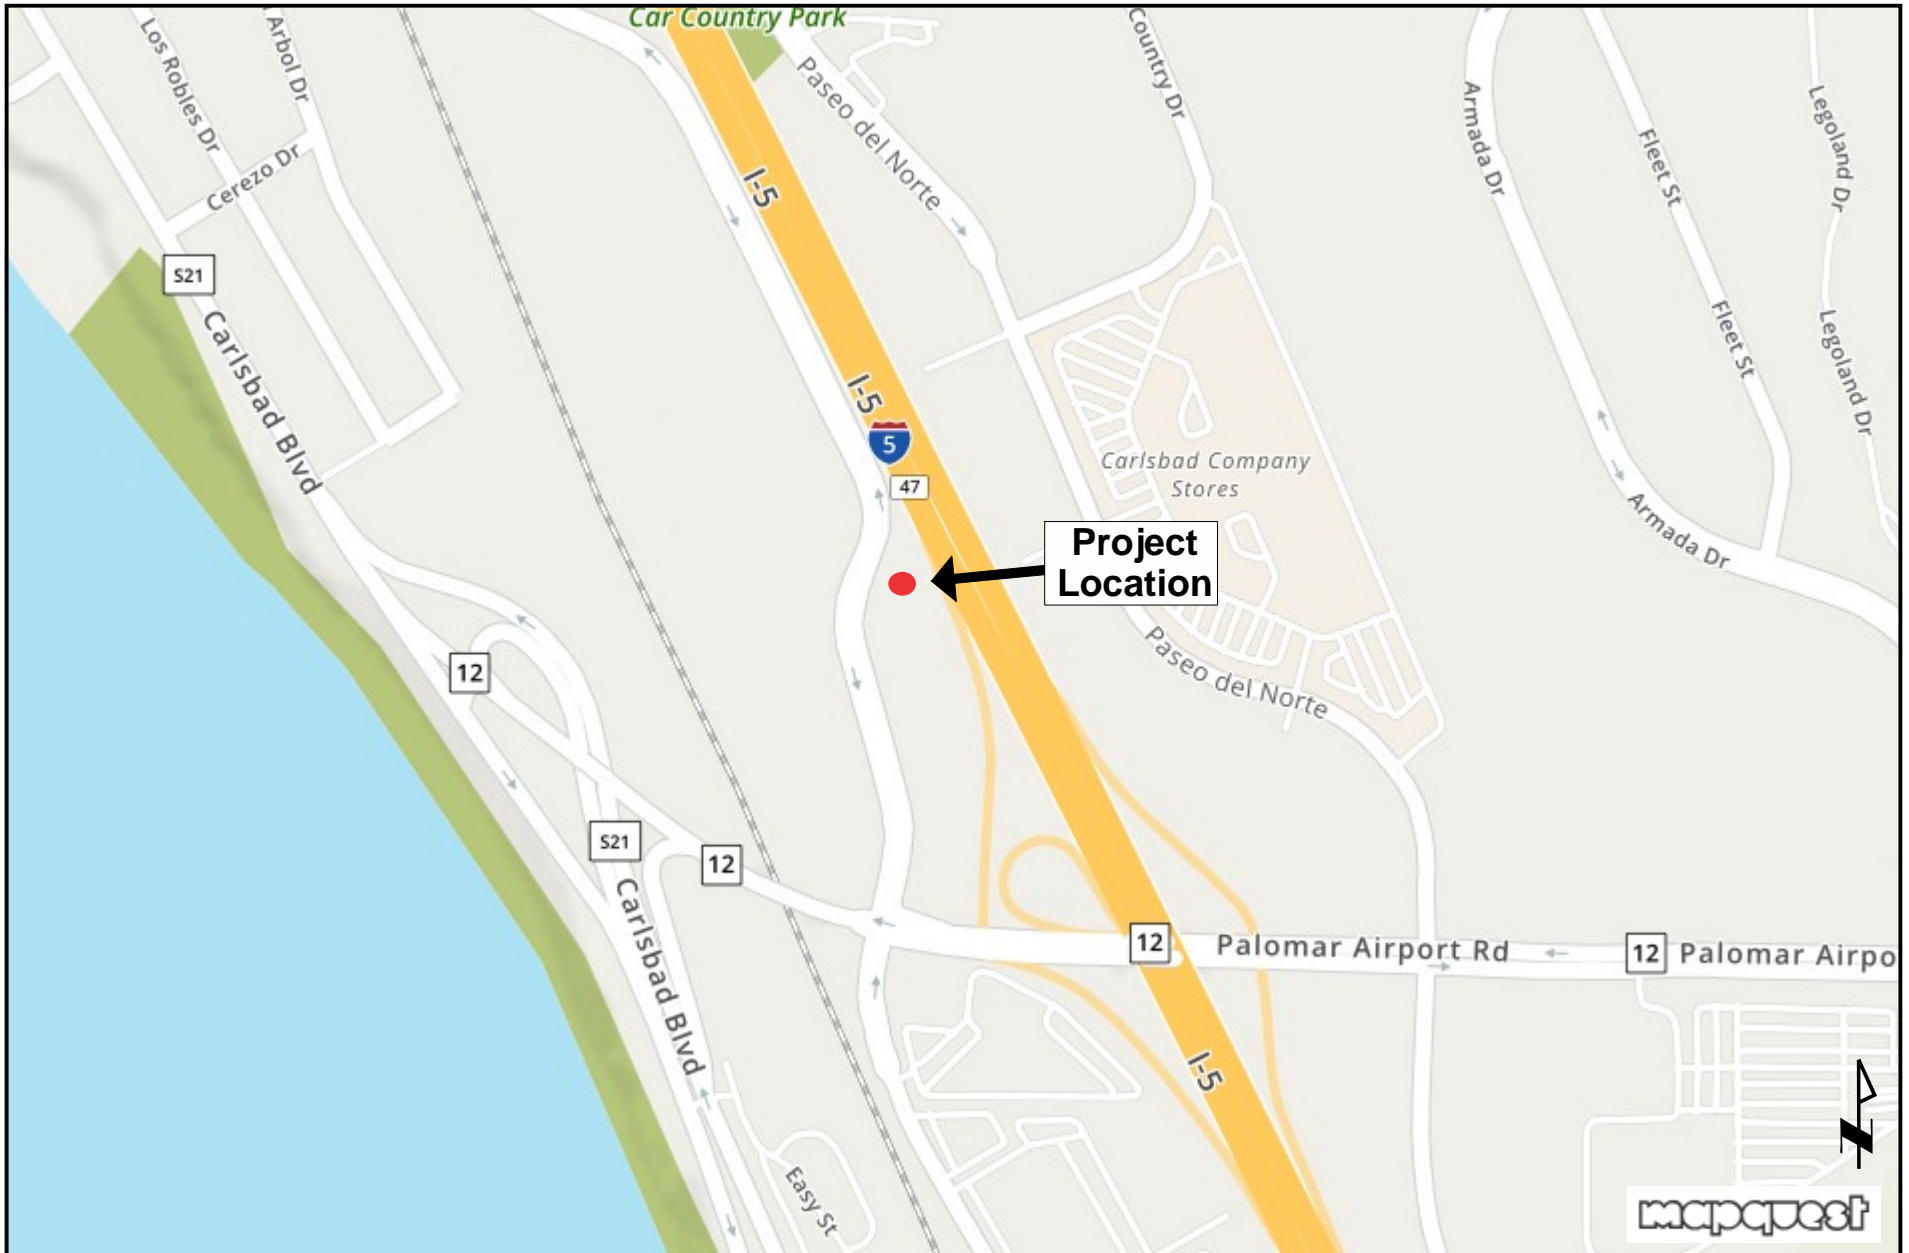 Car Country Park
Los Robles Dr
Arbol Dr
Cerezo Dr
Paseo del Norte
Country Dr
Armada Dr
Fleet St
Legoland Dr
I-5
S21
Carlsbad Blvd
I-5
5
47
Fleet St
Legoland Dr
Carlsbad Company
Stores
Armada Dr
Project
Location
12
Paseo del Norte
S21
12
Carlsbad Blvd
12
Palomar Airport Rd
12
Palomar Airpo
I-5
Easy St
N
mapquest